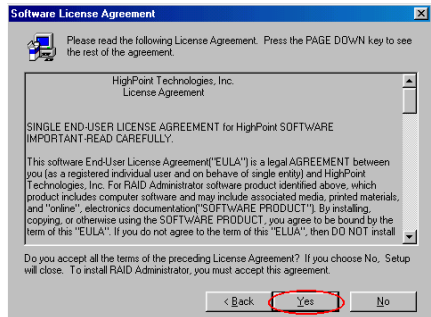 Software License Agreement
Please read the following License Agreement. Press the PAGE DOWN key to see
the rest of the agreement.
HighPoint Technologies, Inc.
License Agreement
SINGLE END-USER LICENSE AGREEMENT for HighPoint SOFTWARE
IMPORTANT-READ CAREFULLY.
This software End-User License Agreement("EULA") is a legal AGREEMENT between
you (as a registered individual user and on behave of single entity) and HighPoint
Technologies, Inc. For RAID Administrator software product identified above, which
product includes computer software and may include associated media, printed materials,
and "online", electronics documentation("SOFTWARE PRODUCT"). By installing,
copying, or otherwise using the SOFTWARE PRODUCT, you agree to be bound by the
term of this "EULA". If you do not agree to the term of this "ELUA", then DO NOT install
Do you accept all the terms of the preceding License Agreement? If you choose No, Setup
will close. To install RAID Administrator, you must accept this agreement.
< Back
Yes
No